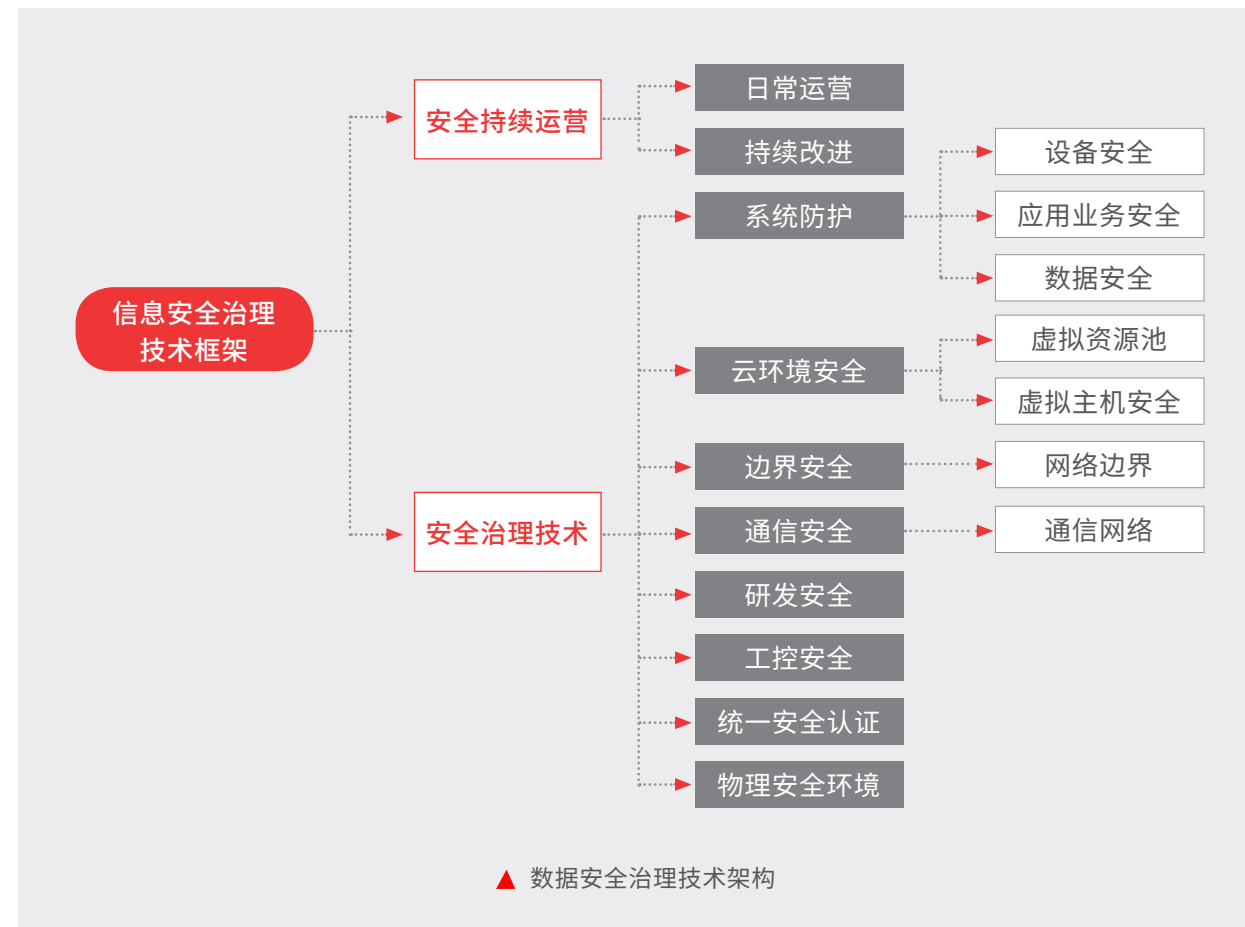 信息安全治理
技术框架
安全持续运营
日常运营
持续改进
安全治理技术
系统防护
设备安全
应用业务安全
数据安全
云环境安全
虚拟资源池
虚拟主机安全
边界安全
网络边界
通信安全
通信网络
研发安全
工控安全
统一安全认证
物理安全环境
数据安全治理技术架构